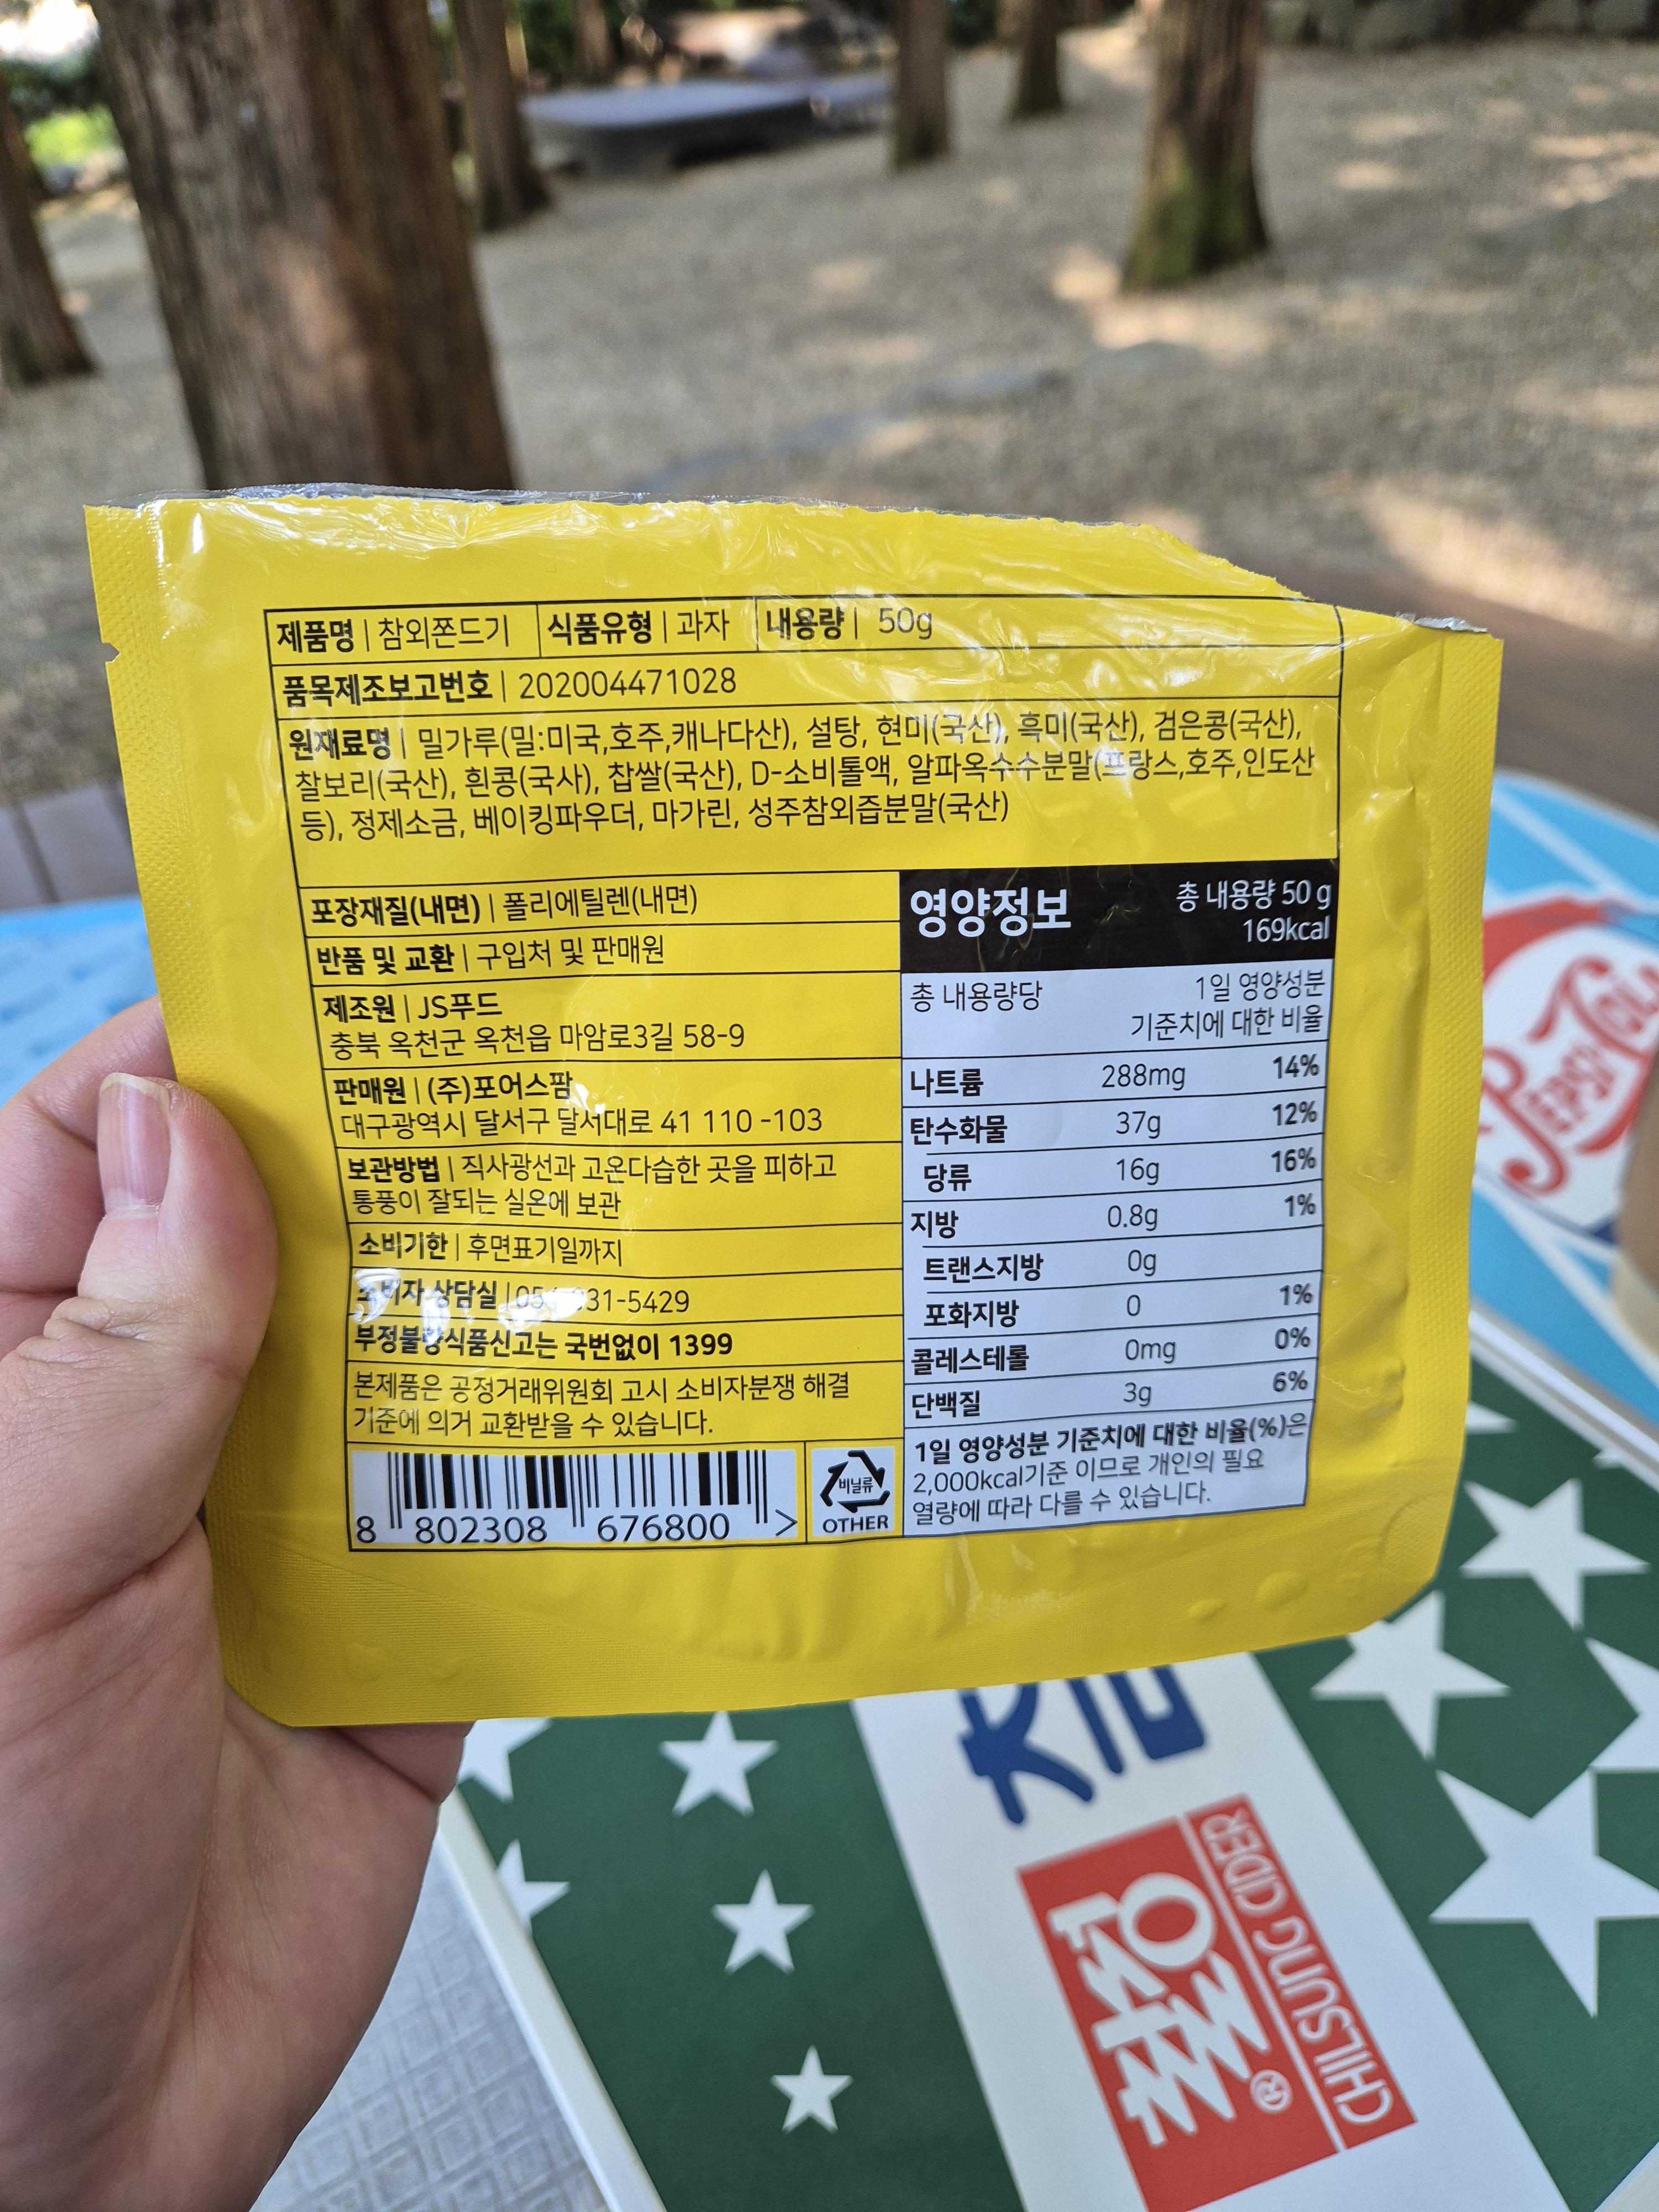 제품명 | 참외쫀드기 식품유형 | 과자 내용량 | 50g
품목제조보고번호 | 202004471028
원재료명 | 밀가루(밀:미국,호주,캐나다산), 설탕, 현미(국산), 흑미(국산), 검은콩(국산),
찰보리(국산), 흰콩(국사), 찹쌀(국산), D-소비톨액, 알파옥수수분말(프랑스,호주,인도산
등), 정제소금, 베이킹파우더, 마가린, 성주참외즙분말(국산)
포장재질(내면) | 폴리에틸렌(내면)
반품 및 교환 | 구입처 및 판매원
제조원 | JS푸드
충북 옥천군 옥천읍 마암로3길 58-9
판매원 | (주)포어스팜
대구광역시 달서구 달서대로 41 110 -103
보관방법 | 직사광선과 고온다습한 곳을 피하고
통풍이 잘되는 실온에 보관
소비기한 | 후면표기일까지
상담실 |
부정불량식품신고는 국번없이 1399
본제품은 공정거래위원회 고시 소비자분쟁 해결
기준에 의거 교환받을 수 있습니다.
8 802308 676800 >
비닐류
OTHER
영양정보 총 내용량 50 g
169kcal
총 내용량당 1일 영양성분
기준치에 대한 비율
나트륨 288mg 14%
탄수화물 37g 12%
당류 16g 16%
지방 0.8g 1%
트랜스지방 0g
포화지방 0 1%
콜레스테롤 0mg 0%
단백질 3g 6%
1일 영양성분 기준치에 대한 비율(%)은
2,000kcal기준 이므로 개인의 필요
열량에 따라 다를 수 있습니다.
칠성®
CHILSUNG CIDER